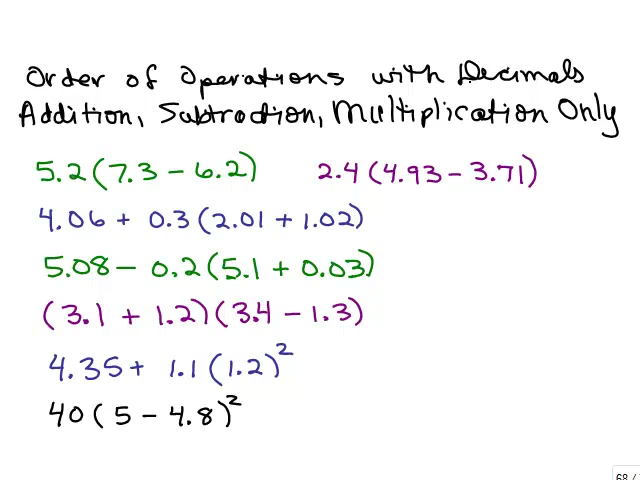 Order of Operations with Decimals
Addition, Subtraction, Multiplication Only
5.2(7.3 - 6.2) 2.4(4.93 - 3.71)
4.06 + 0.3(2.01 + 1.02)
5.08 - 0.2(5.1 + 0.03)
(3.1 + 1.2)(3.4 - 1.3)
4.35 + 1.1(1.2)²
40(5 - 4.8)²
68/